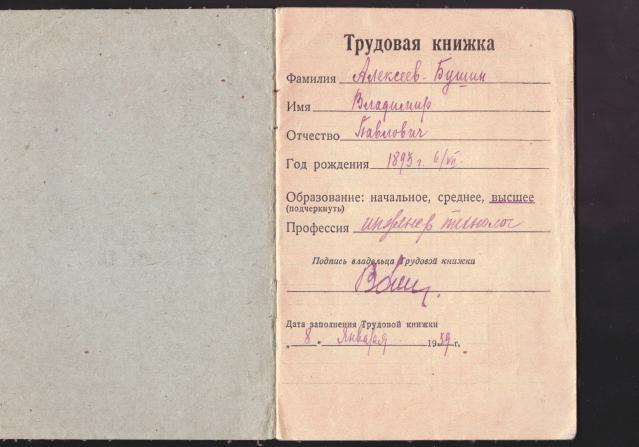 Трудовая книжка
Фамилия Алексеев-Бушин
Имя Владимир
Отчество Павлович
Год рождения 1893 г. 6/VII.
Образование: начальное, среднее, высшее
(подчеркнуть)
Профессия инженер технолог
Подпись владельца Трудовой книжки
Дата заполнения Трудовой книжки
„ 8 " января 1939 г.